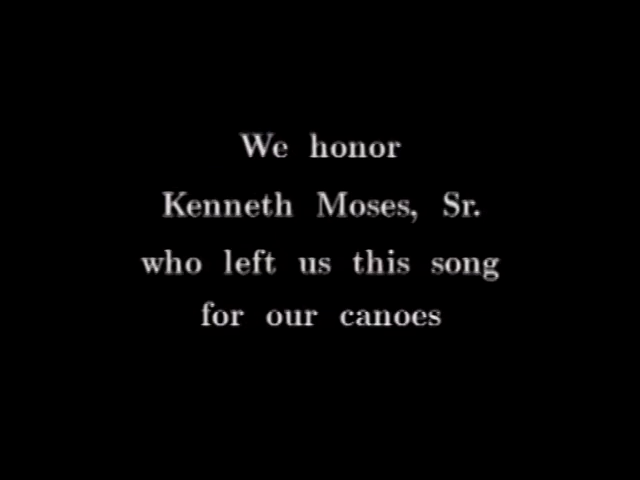 We honor
Kenneth Moses, Sr.
who left us this song
for our canoes